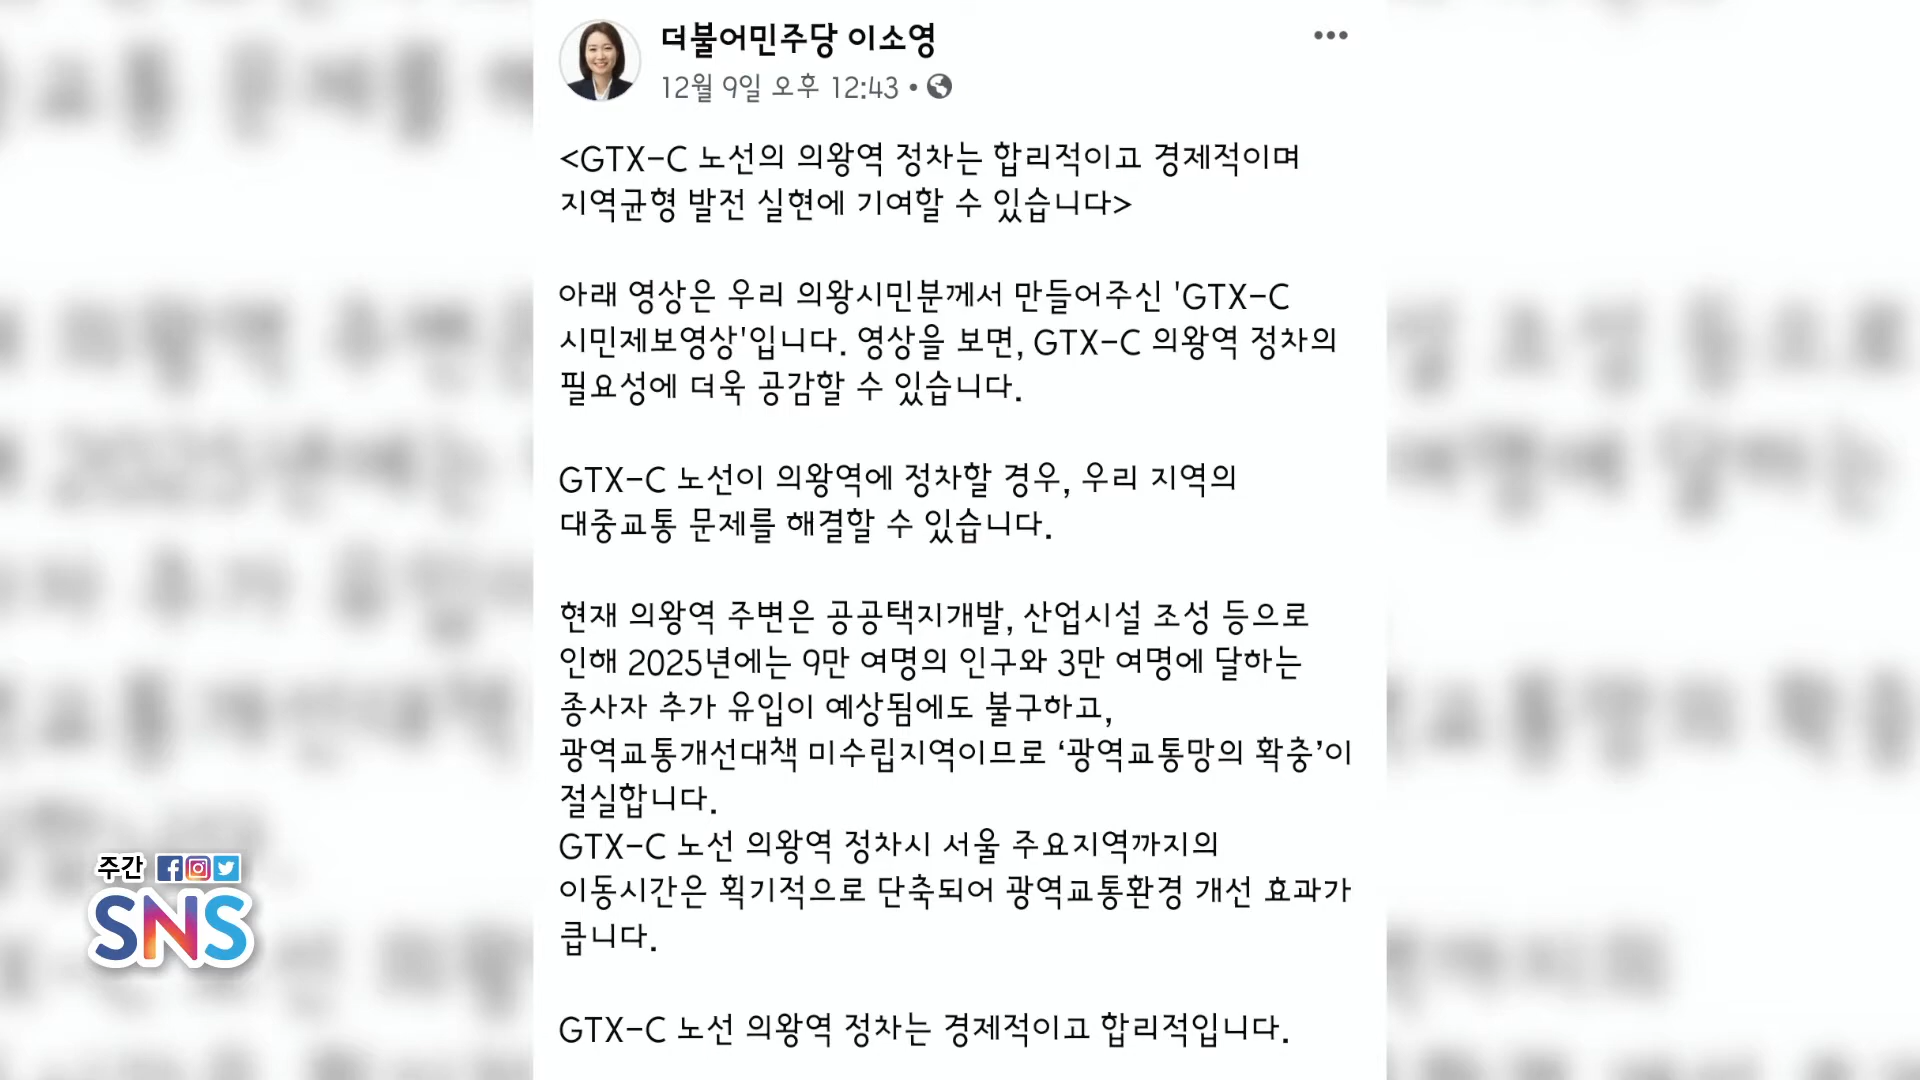 더불어민주당 이소영
12월 9일 오후 12:43
<GTX-C 노선의 의왕역 정차는 합리적이고 경제적이며
지역균형 발전 실현에 기여할 수 있습니다>
아래 영상은 우리 의왕시민분께서 만들어주신 'GTX-C
시민제보영상'입니다. 영상을 보면, GTX-C 의왕역 정차의
필요성에 더욱 공감할 수 있습니다.
GTX-C 노선이 의왕역에 정차할 경우, 우리 지역의
대중교통 문제를 해결할 수 있습니다.
현재 의왕역 주변은 공공택지개발, 산업시설 조성 등으로
인해 2025년에는 9만 여명의 인구와 3만 여명에 달하는
종사자 추가 유입이 예상됨에도 불구하고,
광역교통개선대책 미수립지역이므로 ‘광역교통망의 확충’이
절실합니다.
GTX-C 노선 의왕역 정차시 서울 주요지역까지의
이동시간은 획기적으로 단축되어 광역교통환경 개선 효과가
큽니다.
GTX-C 노선 의왕역 정차는 경제적이고 합리적입니다.
주간
SNS